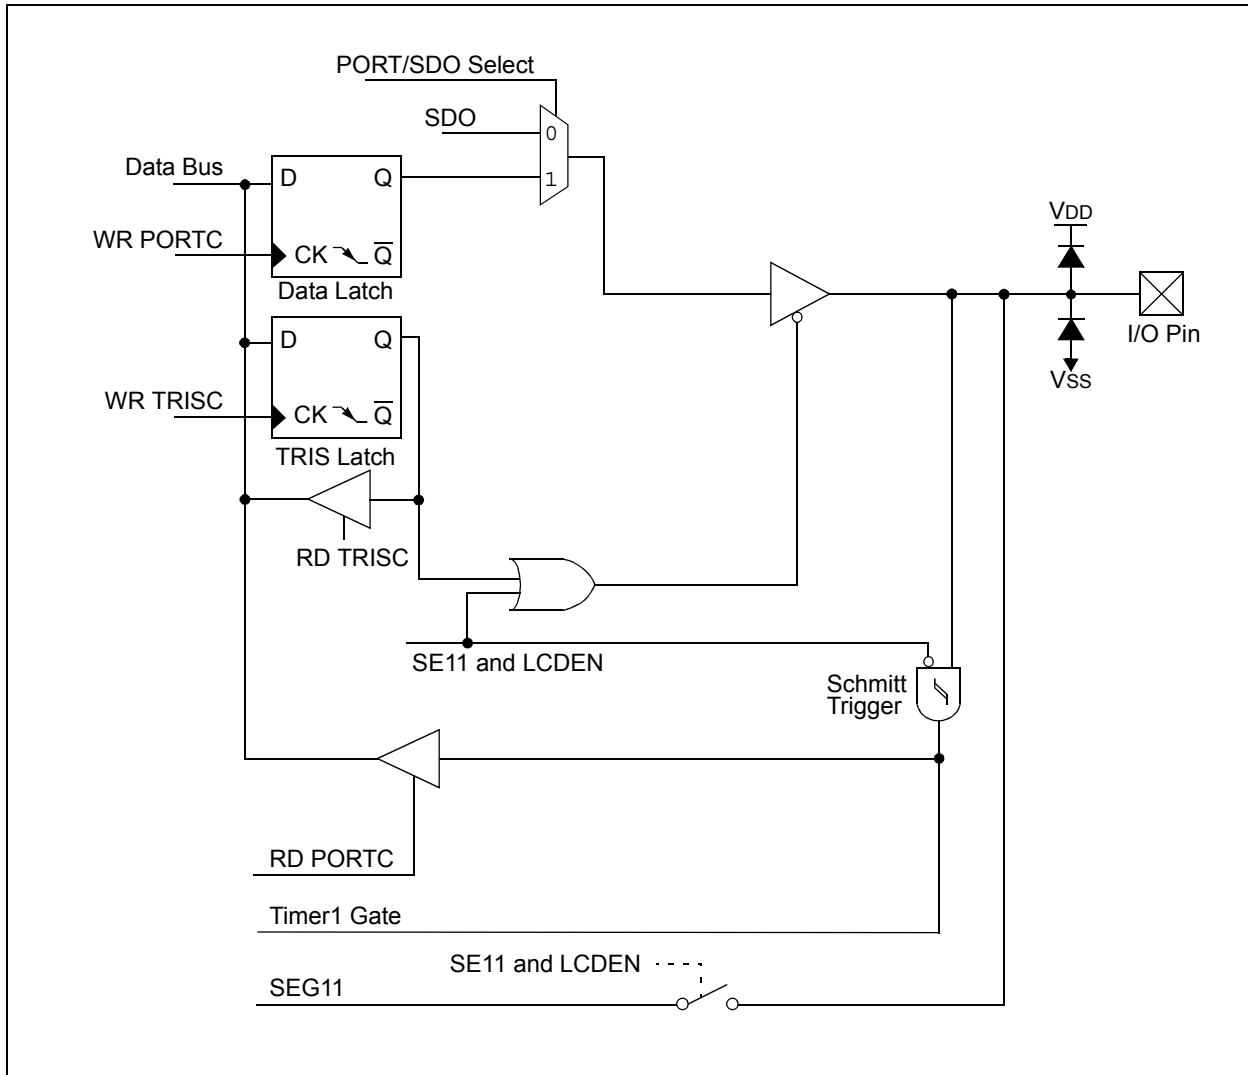 PORT/SDO Select
SDO
0
Data Bus
D
Q
1
WR PORTC
CK
Q̅
Data Latch
VDD
I/O Pin
VSS
D
Q
WR TRISC
CK
Q̅
TRIS Latch
RD TRISC
SE11 and LCDEN
Schmitt
Trigger
RD PORTC
Timer1 Gate
SE11 and LCDEN
SEG11